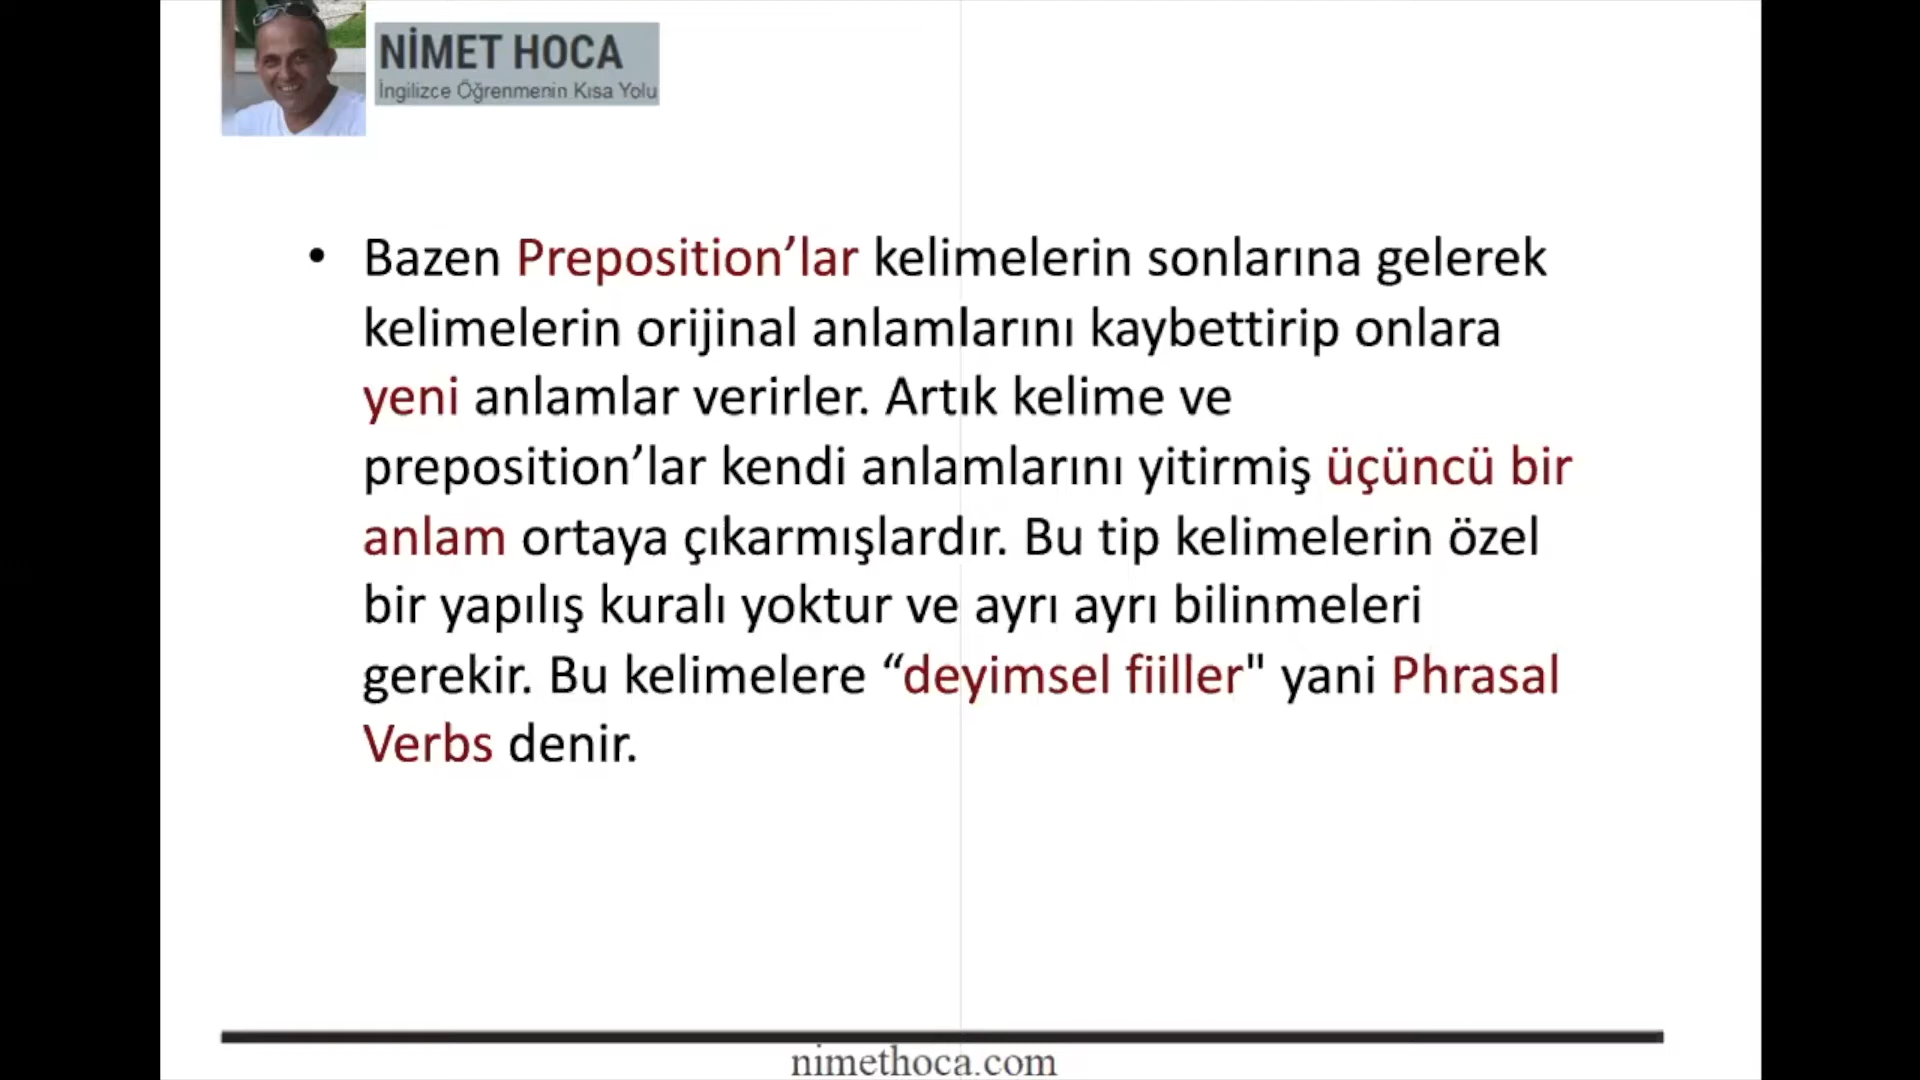 NİMET HOCA
İngilizce Öğrenmenin Kısa Yolu
• Bazen Preposition’lar kelimelerin sonlarına gelerek
kelimelerin orijinal anlamlarını kaybettirip onlara
yeni anlamlar verirler. Artık kelime ve
preposition’lar kendi anlamlarını yitirmiş üçüncü bir
anlam ortaya çıkarmışlardır. Bu tip kelimelerin özel
bir yapılış kuralı yoktur ve ayrı ayrı bilinmeleri
gerekir. Bu kelimelere “deyimsel fiiller" yani Phrasal
Verbs denir.
nimethoca.com